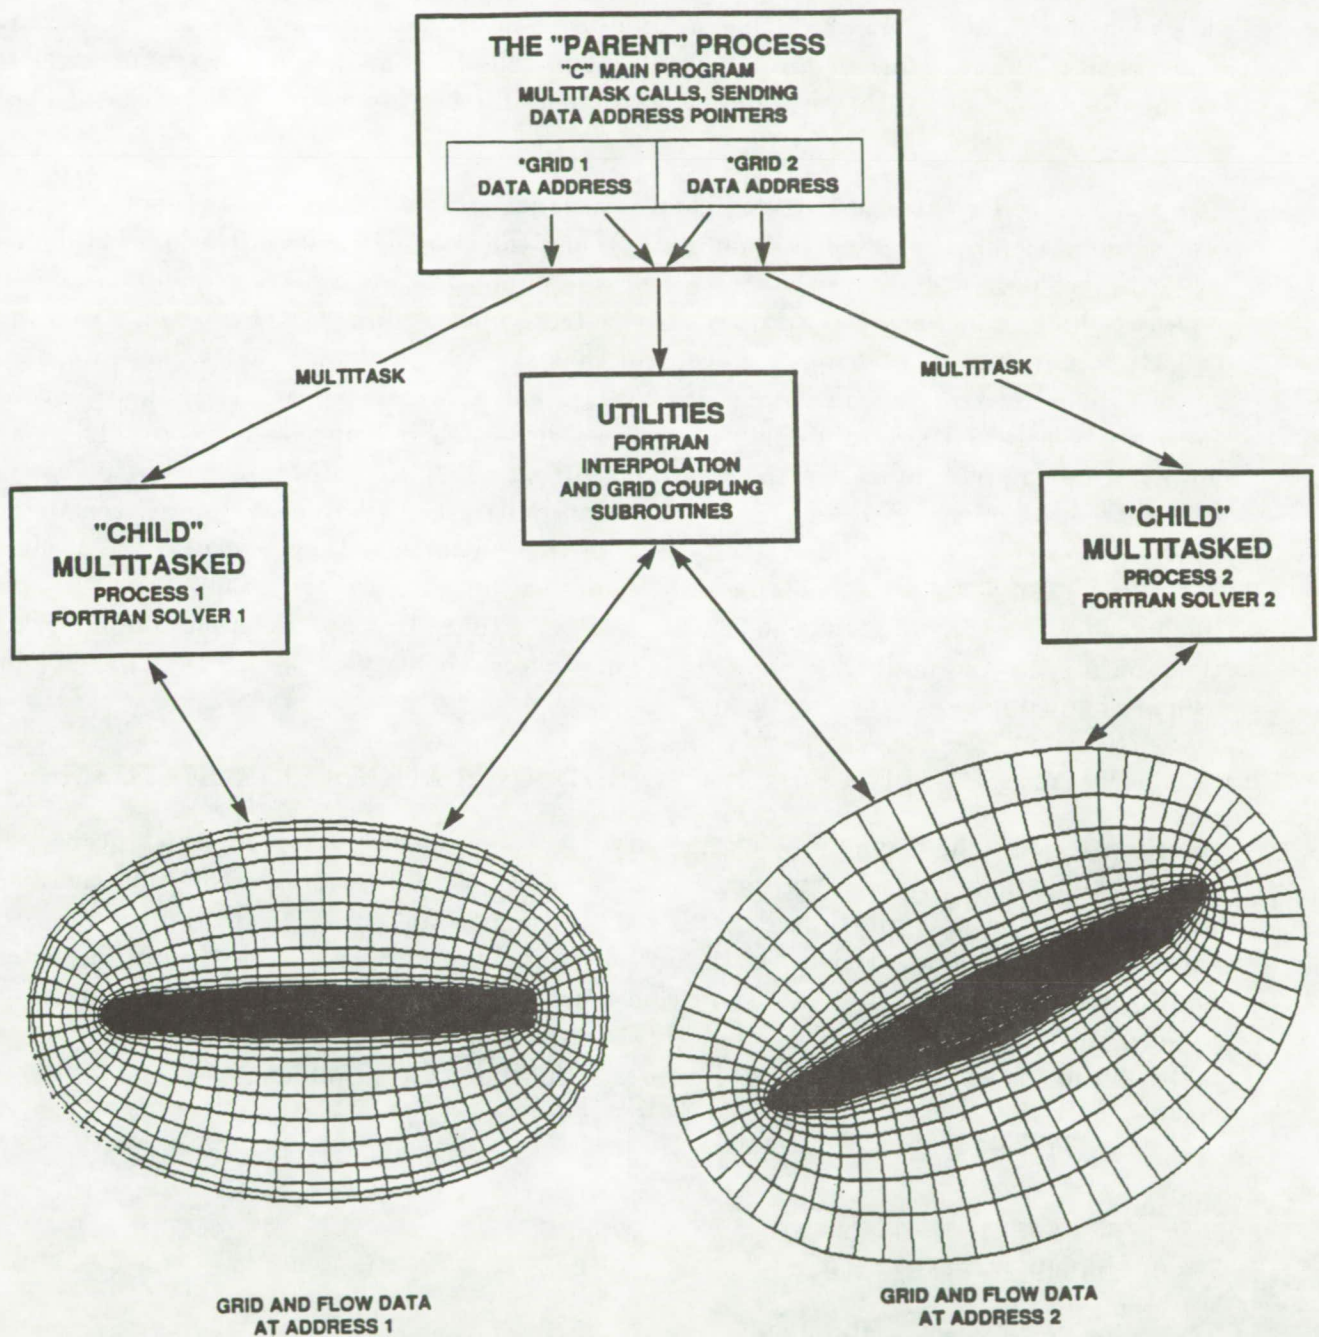 THE "PARENT" PROCESS
"C" MAIN PROGRAM
MULTITASK CALLS, SENDING
DATA ADDRESS POINTERS
*GRID 1
DATA ADDRESS
*GRID 2
DATA ADDRESS
MULTITASK
MULTITASK
UTILITIES
FORTRAN
INTERPOLATION
AND GRID COUPLING
SUBROUTINES
"CHILD"
MULTITASKED
PROCESS 1
FORTRAN SOLVER 1
"CHILD"
MULTITASKED
PROCESS 2
FORTRAN SOLVER 2
GRID AND FLOW DATA
AT ADDRESS 1
GRID AND FLOW DATA
AT ADDRESS 2